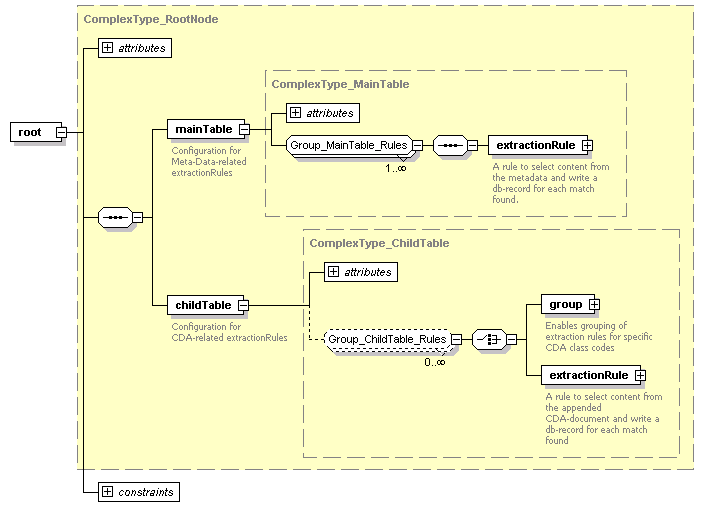 ComplexType_RootNode
attributes
ComplexType_MainTable
attributes
root
mainTable
Group_MainTable_Rules
extractionRule
Configuration for
Meta-Data-related
extractionRules
1..∞
A rule to select content from
the metadata and write a
db-record for each match
found.
ComplexType_ChildTable
attributes
childTable
group
Configuration for
CDA-related extractionRules
Group_ChildTable_Rules
Enables grouping of
extraction rules for specific
CDA class codes
0..∞
extractionRule
A rule to select content from
the appended
CDA-document and write a
db-record for each match
found
constraints